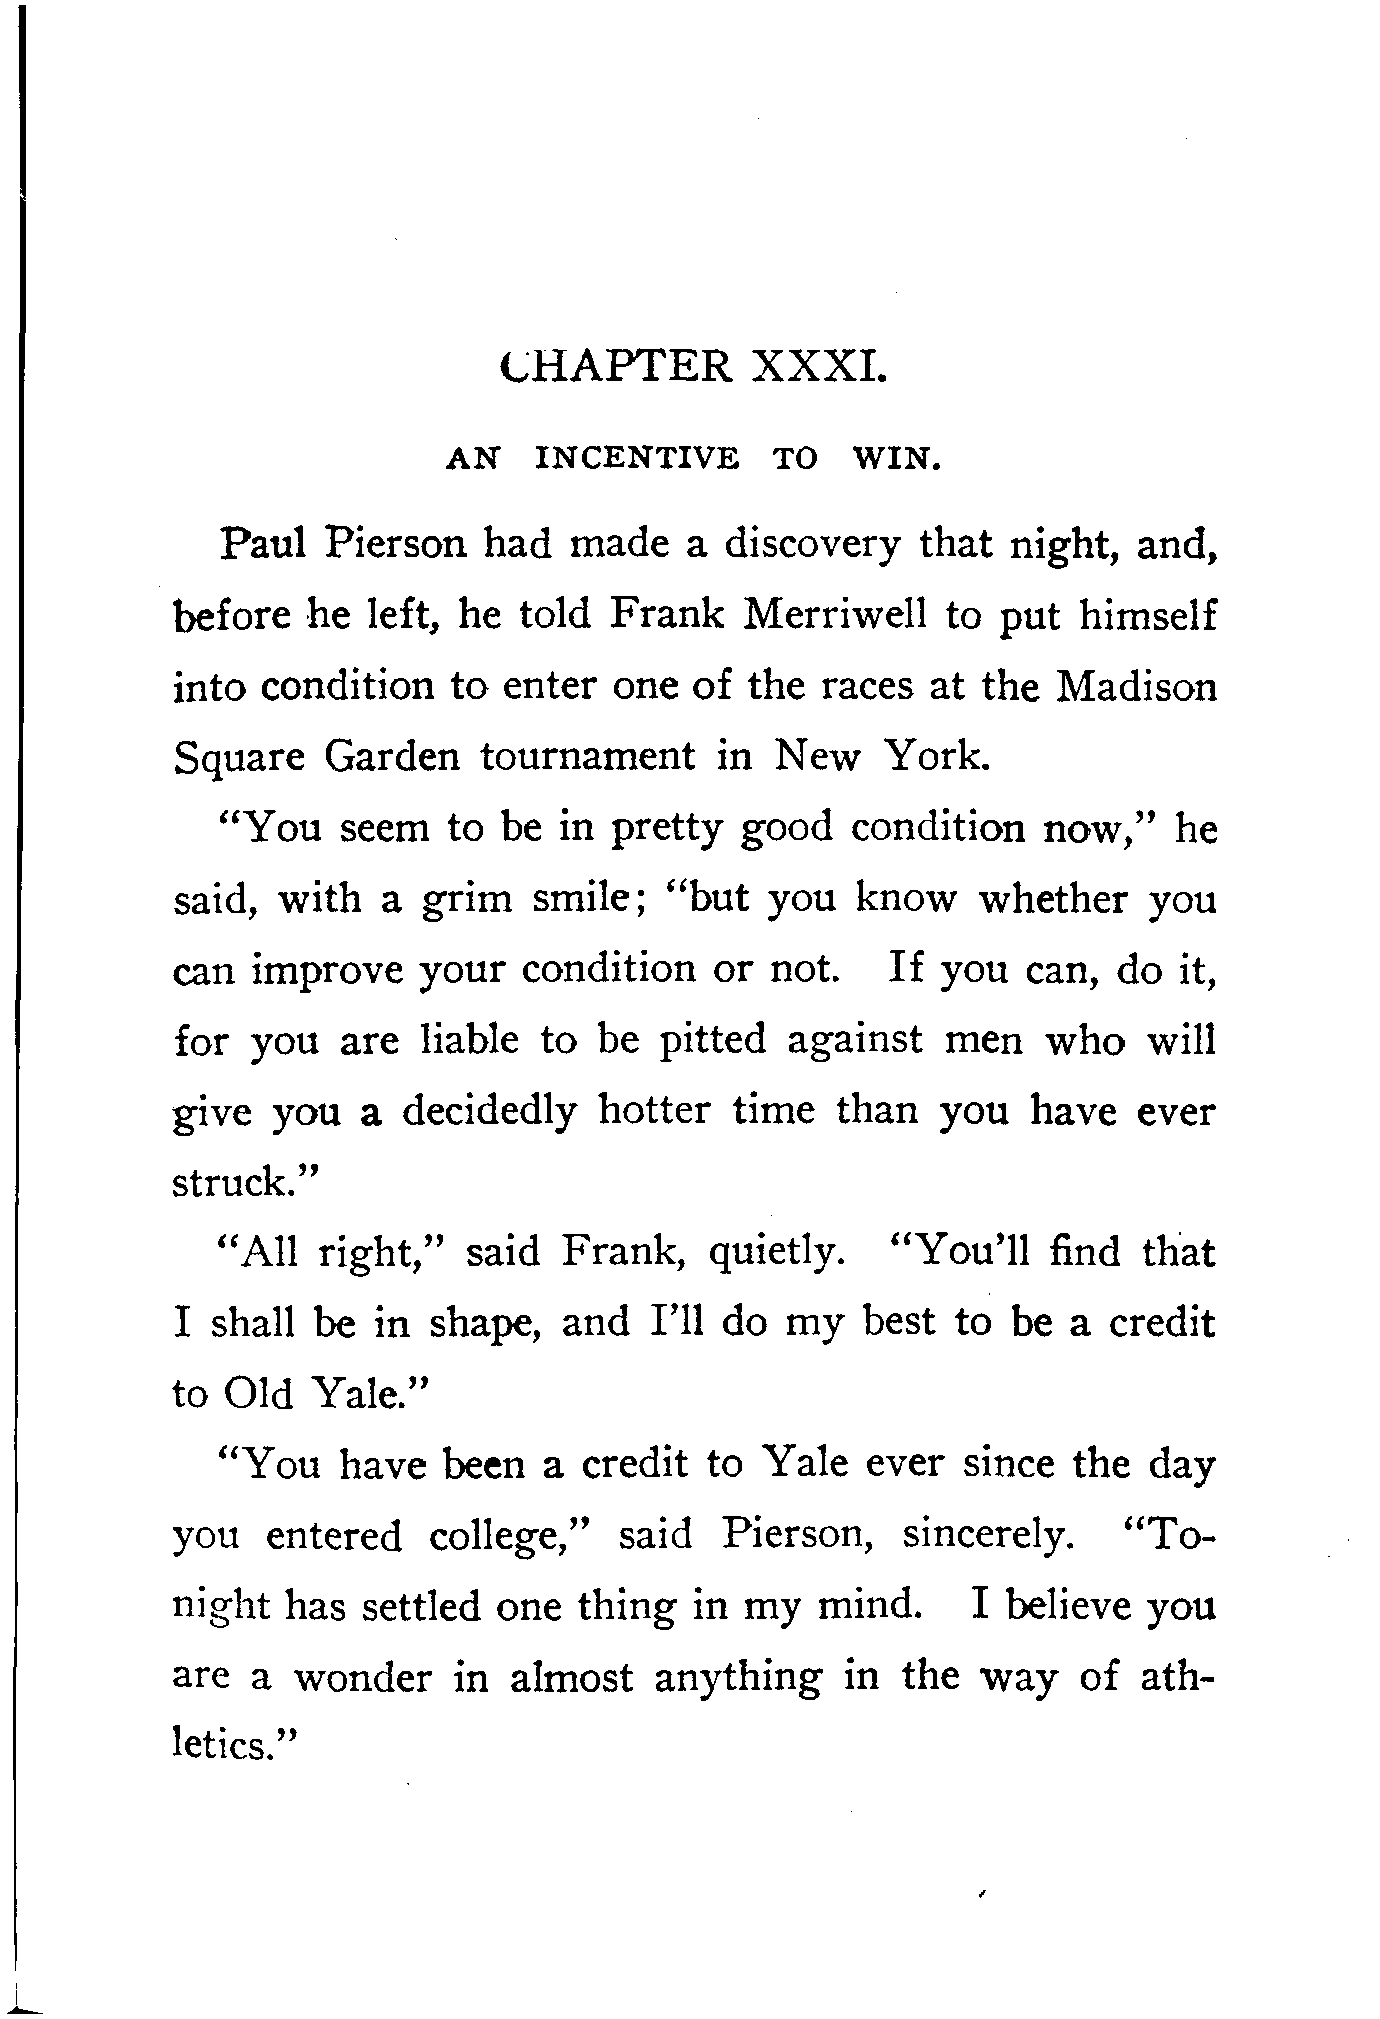 CHAPTER XXXI.
AN INCENTIVE TO WIN.
Paul Pierson had made a discovery that night, and,
before he left, he told Frank Merriwell to put himself
into condition to enter one of the races at the Madison
Square Garden tournament in New York.
"You seem to be in pretty good condition now," he
said, with a grim smile; "but you know whether you
can improve your condition or not. If you can, do it,
for you are liable to be pitted against men who will
give you a decidedly hotter time than you have ever
struck."
"All right," said Frank, quietly. "You'll find that
I shall be in shape, and I'll do my best to be a credit
to Old Yale."
"You have been a credit to Yale ever since the day
you entered college," said Pierson, sincerely. "To-
night has settled one thing in my mind. I believe you
are a wonder in almost anything in the way of ath-
letics."